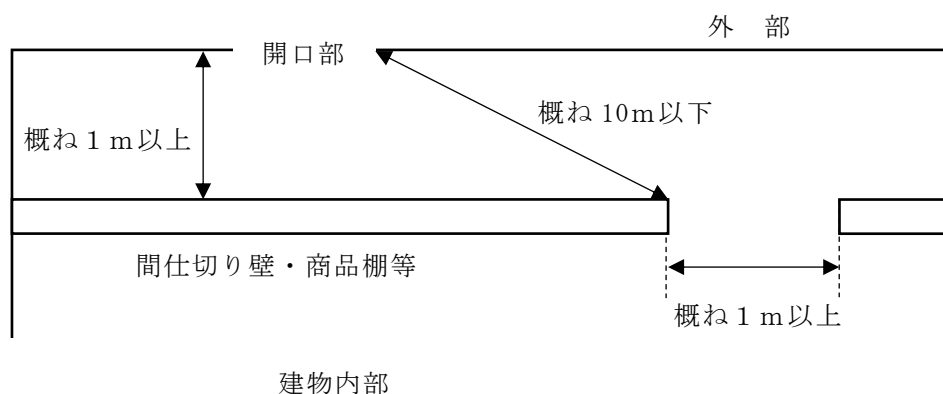 外　部
開口部
概ね 10ｍ以下
概ね１ｍ以上
間仕切り壁・商品棚等
概ね１ｍ以上
建物内部